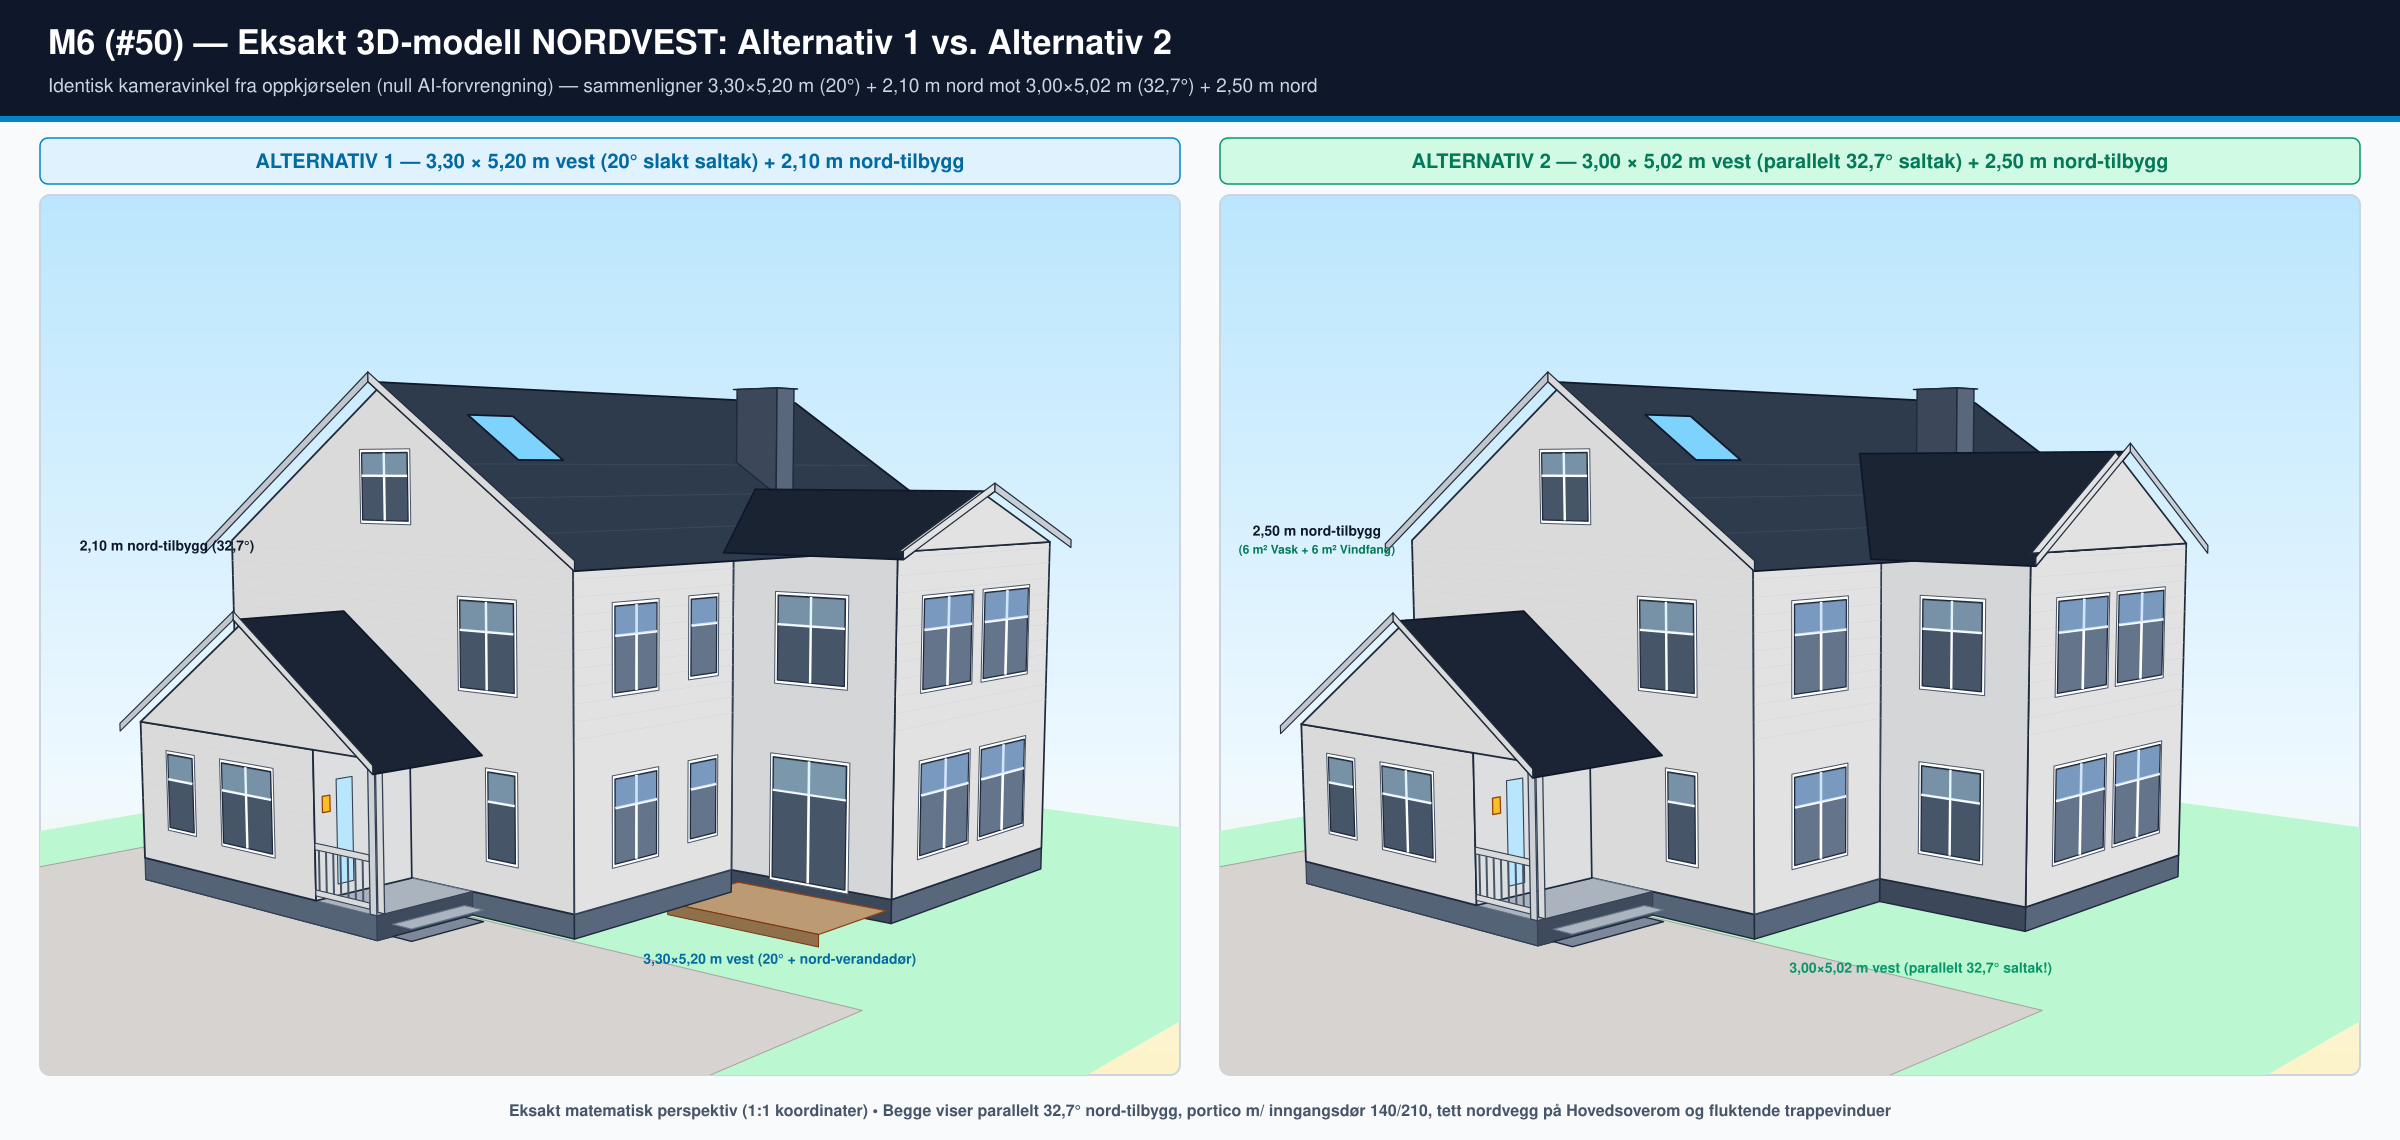 M6 (#50) — Eksakt 3D-modell NORDVEST: Alternativ 1 vs. Alternativ 2
Identisk kameravinkel fra oppkjørselen (null AI-forvrengning) — sammenligner 3,30×5,20 m (20°) + 2,10 m nord mot 3,00×5,02 m (32,7°) + 2,50 m nord
ALTERNATIV 1 — 3,30 × 5,20 m vest (20° slakt saltak) + 2,10 m nord-tilbygg
ALTERNATIV 2 — 3,00 × 5,02 m vest (parallelt 32,7° saltak) + 2,50 m nord-tilbygg
2,10 m nord-tilbygg (32,7°)
3,30×5,20 m vest (20° + nord-verandadør)
2,50 m nord-tilbygg
(6 m² Vask + 6 m² Vindfang)
3,00×5,02 m vest (parallelt 32,7° saltak!)
Eksakt matematisk perspektiv (1:1 koordinater) • Begge viser parallelt 32,7° nord-tilbygg, portico m/ inngangsdør 140/210, tett nordvegg på Hovedsoverom og fluktende trappevinduer